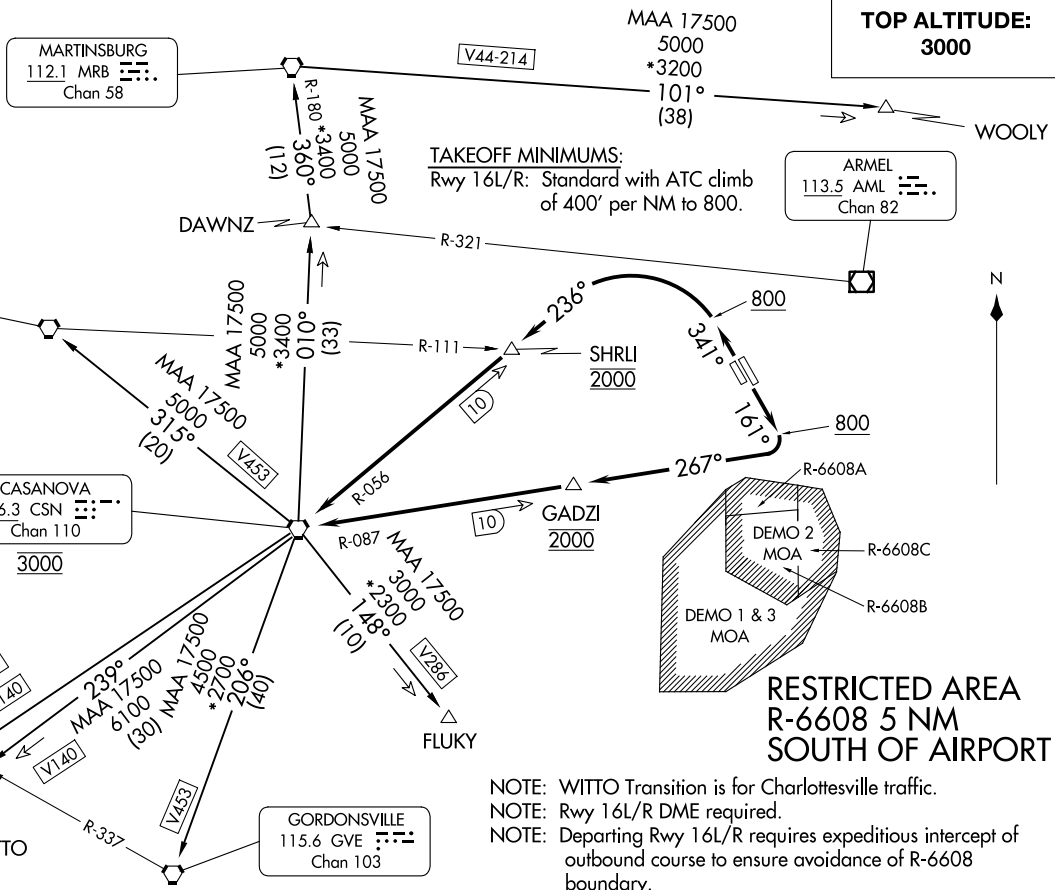 MAA 17500
5000
*3200
101°
(38)
V44-214
TOP ALTITUDE:
3000
MARTINSBURG
112.1 MRB
Chan 58
WOOLY
R-180
MAA 17500
5000
*3400
360°
(12)
TAKEOFF MINIMUMS:
Rwy 16L/R: Standard with ATC climb
of 400' per NM to 800.
ARMEL
113.5 AML
Chan 82
DAWNZ
R-321
N
MAA 17500
5000
*3400
010°
(33)
236°
800
341°
R-111
SHRLI
2000
10
161°
800
MAA 17500
5000
315°
(20)
V453
R-056
267°
R-6608A
CASANOVA
6.3 CSN
Chan 110
3000
10
GADZI
2000
R-087
DEMO 2
MOA
R-6608C
R-6608B
DEMO 1 & 3
MOA
MAA 17500
3000
*2300
148°
(10)
V286
FLUKY
239°
MAA 17500
6100
(30)
V140
140
MAA 17500
4500
*2700
206°
(40)
V453
RESTRICTED AREA
R-6608 5 NM
SOUTH OF AIRPORT
R-337
TO
GORDONSVILLE
115.6 GVE
Chan 103
NOTE: WITTO Transition is for Charlottesville traffic.
NOTE: Rwy 16L/R DME required.
NOTE: Departing Rwy 16L/R requires expeditious intercept of
outbound course to ensure avoidance of R-6608
boundary.